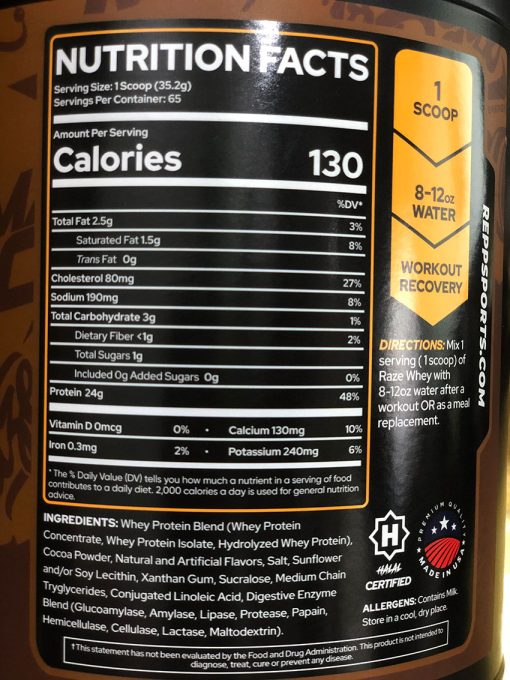 NUTRITION FACTS
Serving Size: 1 Scoop (35.2g)
Servings Per Container: 65
Amount Per Serving
Calories 130
%DV*
Total Fat 2.5g 3%
Saturated Fat 1.5g 8%
Trans Fat 0g
Cholesterol 80mg 27%
Sodium 190mg 8%
Total Carbohydrate 3g 1%
Dietary Fiber <1g 2%
Total Sugars 1g
Included 0g Added Sugars 0g 0%
Protein 24g 48%
Vitamin D 0mcg 0% • Calcium 130mg 10%
Iron 0.3mg 2% • Potassium 240mg 6%
*The % Daily Value (DV) tells you how much a nutrient in a serving of food
contributes to a daily diet. 2,000 calories a day is used for general nutrition
advice.
INGREDIENTS: Whey Protein Blend (Whey Protein
Concentrate, Whey Protein Isolate, Hydrolyzed Whey Protein),
Cocoa Powder, Natural and Artificial Flavors, Salt, Sunflower
and/or Soy Lecithin, Xanthan Gum, Sucralose, Medium Chain
Tryglycerides, Conjugated Linoleic Acid, Digestive Enzyme
Blend (Glucoamylase, Amylase, Lipase, Protease, Papain,
Hemicellulase, Cellulase, Lactase, Maltodextrin).
†This statement has not been evaluated by the Food and Drug Administration. This product is not intended to
diagnose, treat, cure or prevent any disease.
1
SCOOP
8-12oz
WATER
WORKOUT
RECOVERY
REPPSPORTS.COM
DIRECTIONS: Mix 1
serving (1 scoop) of
Raze Whey with
8-12oz water after a
workout OR as a meal
replacement.
H
HALAL
CERTIFIED
PREMIUM QUALITY
MADE IN USA
ALLERGENS: Contains Milk.
Store in a cool, dry place.